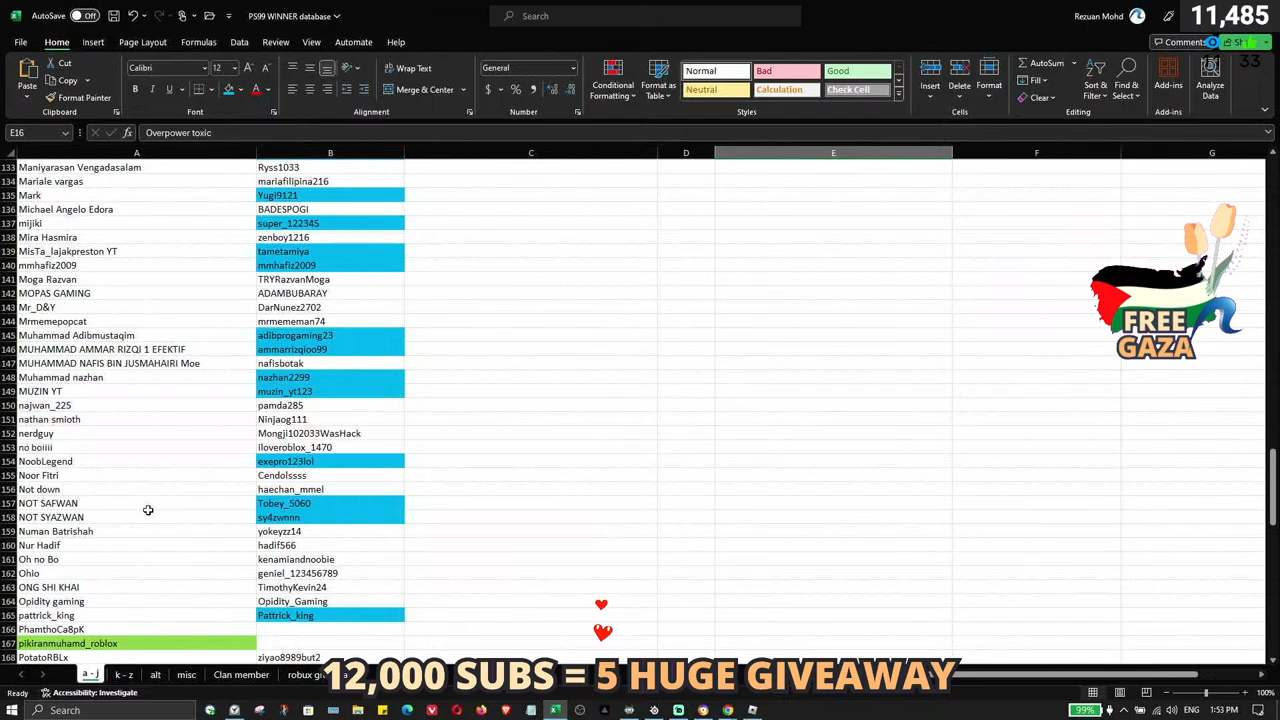 AutoSave Off PS99 WINNER database Search Rezuan Mohd 11,485
File Home Insert Page Layout Formulas Data Review View Automate Help Comments 33
Paste Cut Copy Format Painter Clipboard
Calibri 12 Font
Wrap Text Merge & Center Alignment
General Number
Conditional Formatting Format as Table Normal Bad Good Neutral Calculation Check Cell Styles
Insert Delete Format Cells
AutoSum Fill Clear Sort & Filter Find & Select Editing
Add-ins Add-ins
Analyze Data
E16 Overpower toxic
A B C D E F G
133 Maniyarasan Vengadasalam Ryss1033
134 Mariale vargas mariafilipina216
135 Mark Yugi9121
136 Michael Angelo Edora BADESPOGI
137 mijiki super_122345
138 Mira Hasmira zenboy1216
139 MisTa_lajakpreston YT tametamiya
140 mmhafiz2009 mmhafiz2009
141 Moga Razvan TRYRazvanMoga
142 MOPAS GAMING ADAMBUBARAY
143 Mr_D&Y DarNunez2702
144 Mrmemepopcat mrmememan74
145 Muhammad Adibmustaqim adibprogaming23
146 MUHAMMAD AMMAR RIZQI 1 EFEKTIF ammarrizqioo99
147 MUHAMMAD NAFIS BIN JUSMAHAIRI Moe nafisbotak
148 Muhammad nazhan nazhan2299
149 MUZIN YT muzin_yt123
150 najwan_225 pamda285
151 nathan smioth Ninjaog111
152 nerdguy Mongji102033WasHack
153 no boiiii iloveroblox_1470
154 NoobLegend exepro123lol
155 Noor Fitri Cendolssss
156 Not down haechan_mmel
157 NOT SAFWAN Tobey_5060
158 NOT SYAZWAN sy4zwnnn
159 Numan Batrishah yokeyzz14
160 Nur Hadif hadif566
161 Oh no Bo kenamiandnoobie
162 Ohio geniel_123456789
163 ONG SHI KHAI TimothyKevin24
164 Opidity gaming Opidity_Gaming
165 pattrick_king Pattrick_king
166 PhamthoCa8pK
167 pikiranmuhamd_roblox
168 PotatoRBLx ziyao8989but2
FREE
GAZA
12,000 SUBS = 5 HUGE GIVEAWAY
a - j k - z alt misc Clan member
Ready Accessibility: Investigate 100%
Search 99% 1:53 PM